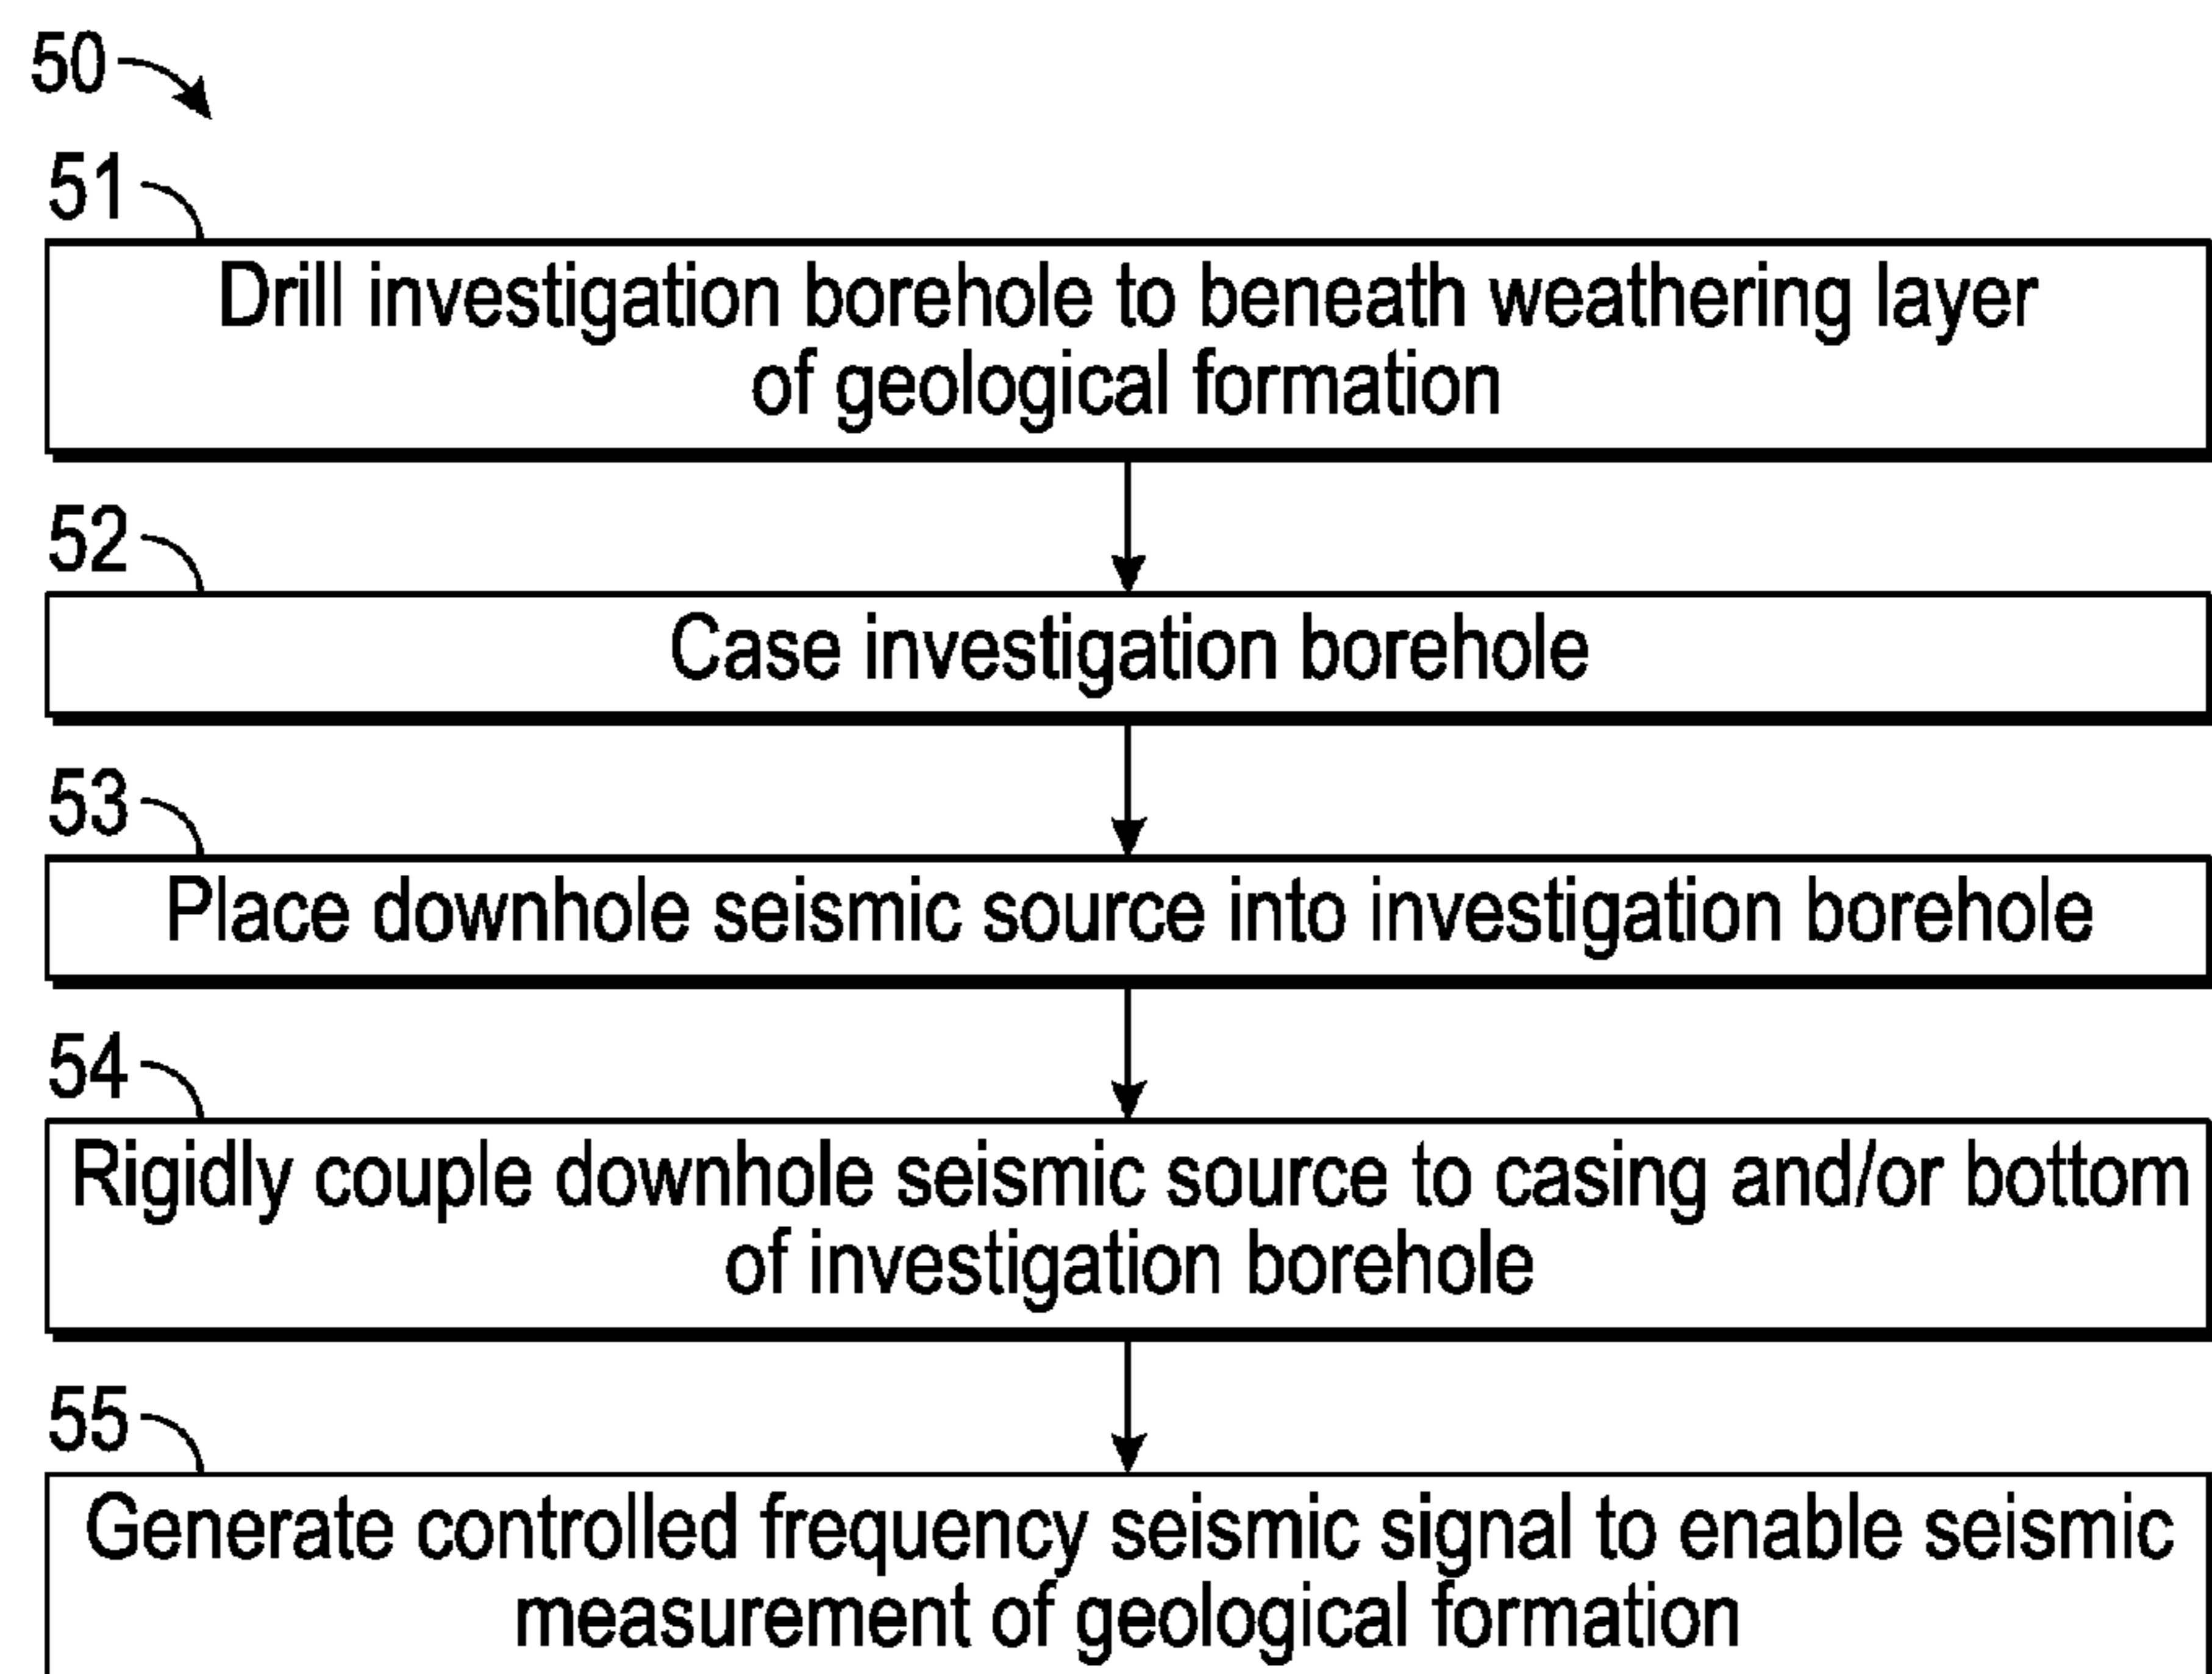 50
51
Drill investigation borehole to beneath weathering layer
of geological formation
52
Case investigation borehole
53
Place downhole seismic source into investigation borehole
54
Rigidly couple downhole seismic source to casing and/or bottom
of investigation borehole
55
Generate controlled frequency seismic signal to enable seismic
measurement of geological formation